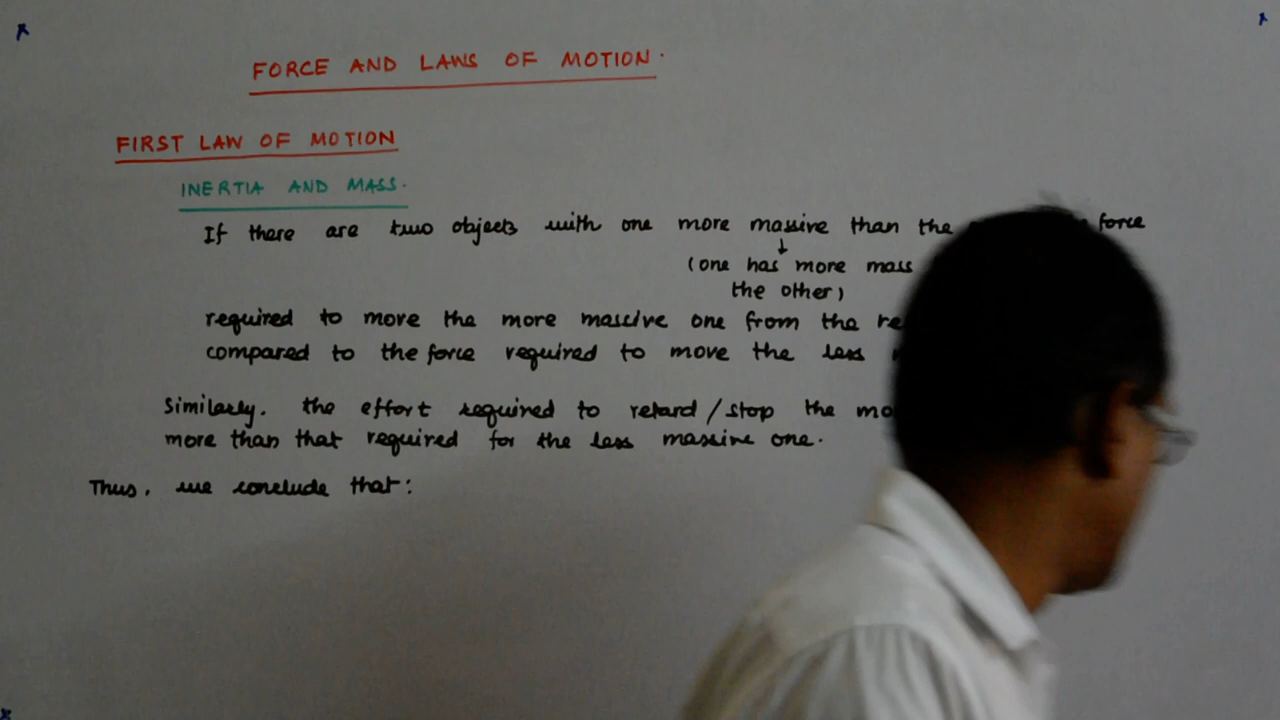 FORCE AND LAWS OF MOTION.
FIRST LAW OF MOTION
INERTIA AND MASS.
If there are two objects with one more massive than the force
(one has more mass
the other)
required to move the more massive one from the
compared to the force required to move the less
Similarly. the effort required to retard/stop the
more than that required for the less massive one.
Thus, we conclude that: